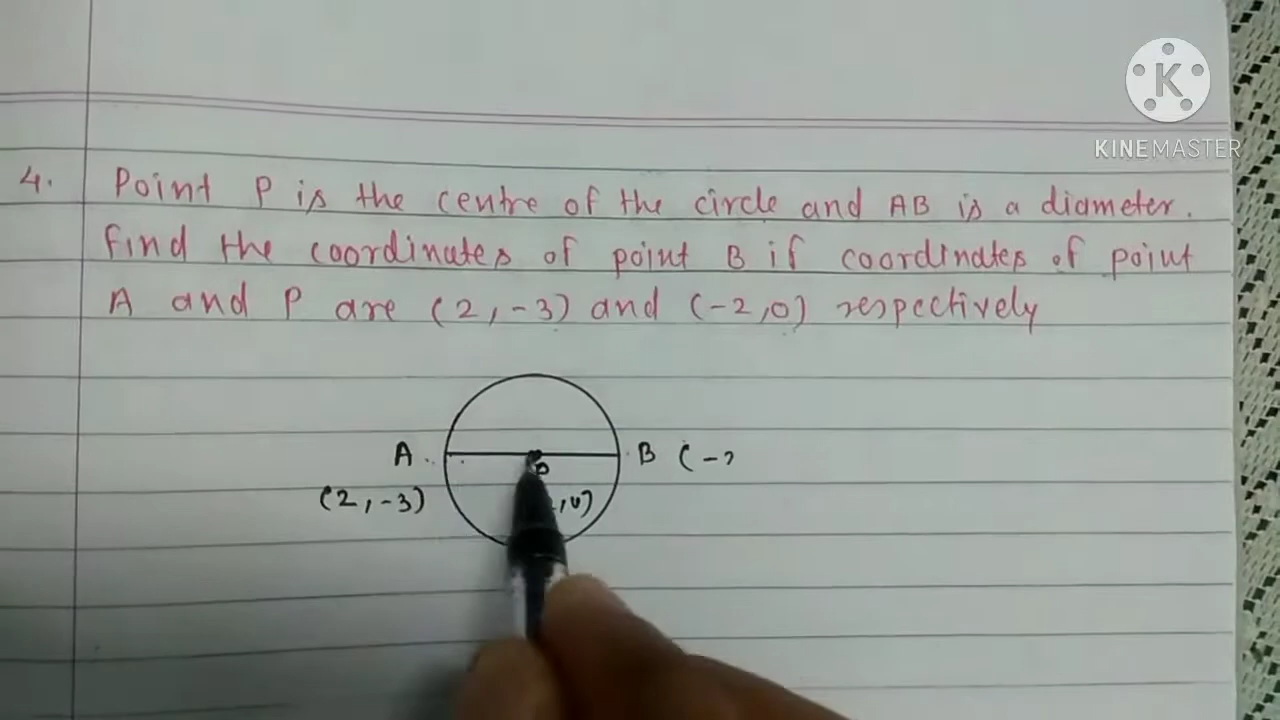 K
KINEMASTER
4. Point P is the centre of the circle and AB is a diameter.
Find the coordinates of point B if coordinates of point
A and P are (2, -3) and (-2,0) respectively
A B (-
P
(2, -3) ,0)